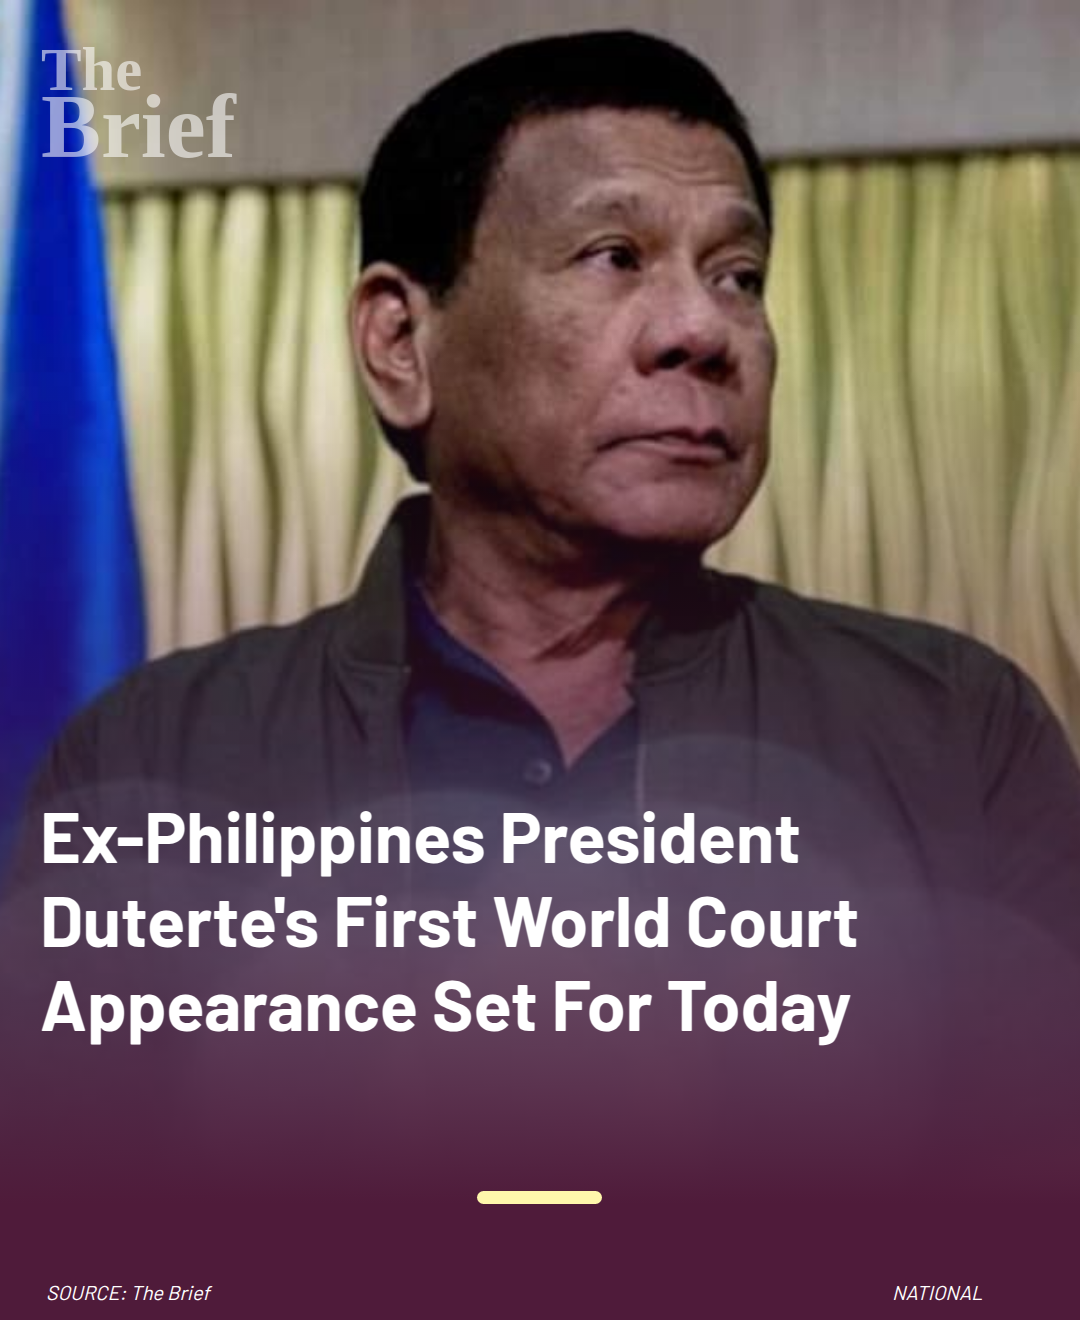 The
Brief
Ex-Philippines President
Duterte's First World Court
Appearance Set For Today
SOURCE: The Brief
NATIONAL